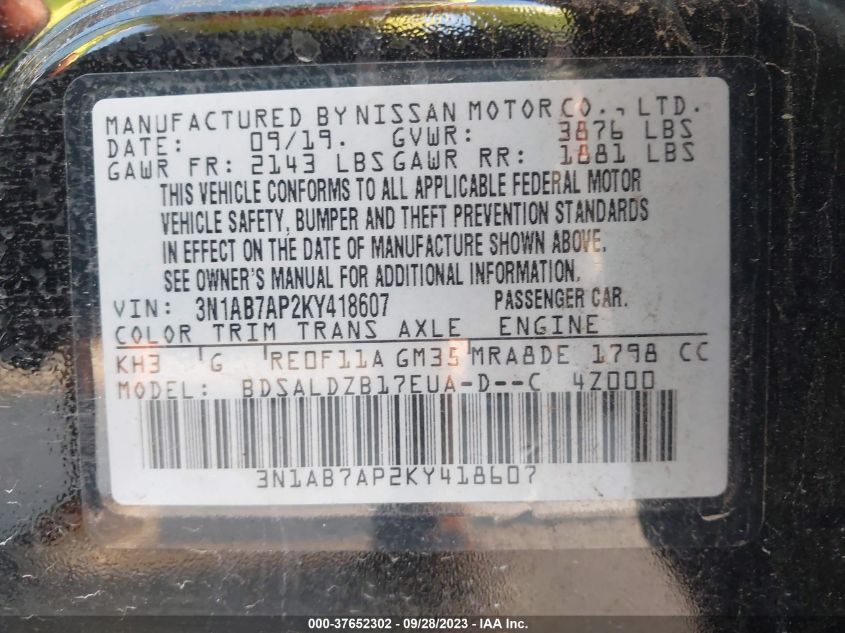 MANUFACTURED BY NISSAN MOTOR CO., LTD.
DATE: 09/19. GVWR: 3876 LBS
GAWR FR: 2143 LBS GAWR RR: 1881 LBS
THIS VEHICLE CONFORMS TO ALL APPLICABLE FEDERAL MOTOR
VEHICLE SAFETY, BUMPER AND THEFT PREVENTION STANDARDS
IN EFFECT ON THE DATE OF MANUFACTURE SHOWN ABOVE.
SEE OWNER'S MANUAL FOR ADDITIONAL INFORMATION.
VIN: 3N1AB7AP2KY418607 PASSENGER CAR.
COLOR TRIM TRANS AXLE ENGINE
KH3 'G 'RE0F11A GM35 'MRA8DE 1798 CC
MODEL: BDSALDZB17EUA-D--C 4Z000
3N1AB7AP2KY418607
000-37652302 - 09/28/2023 - IAA Inc.